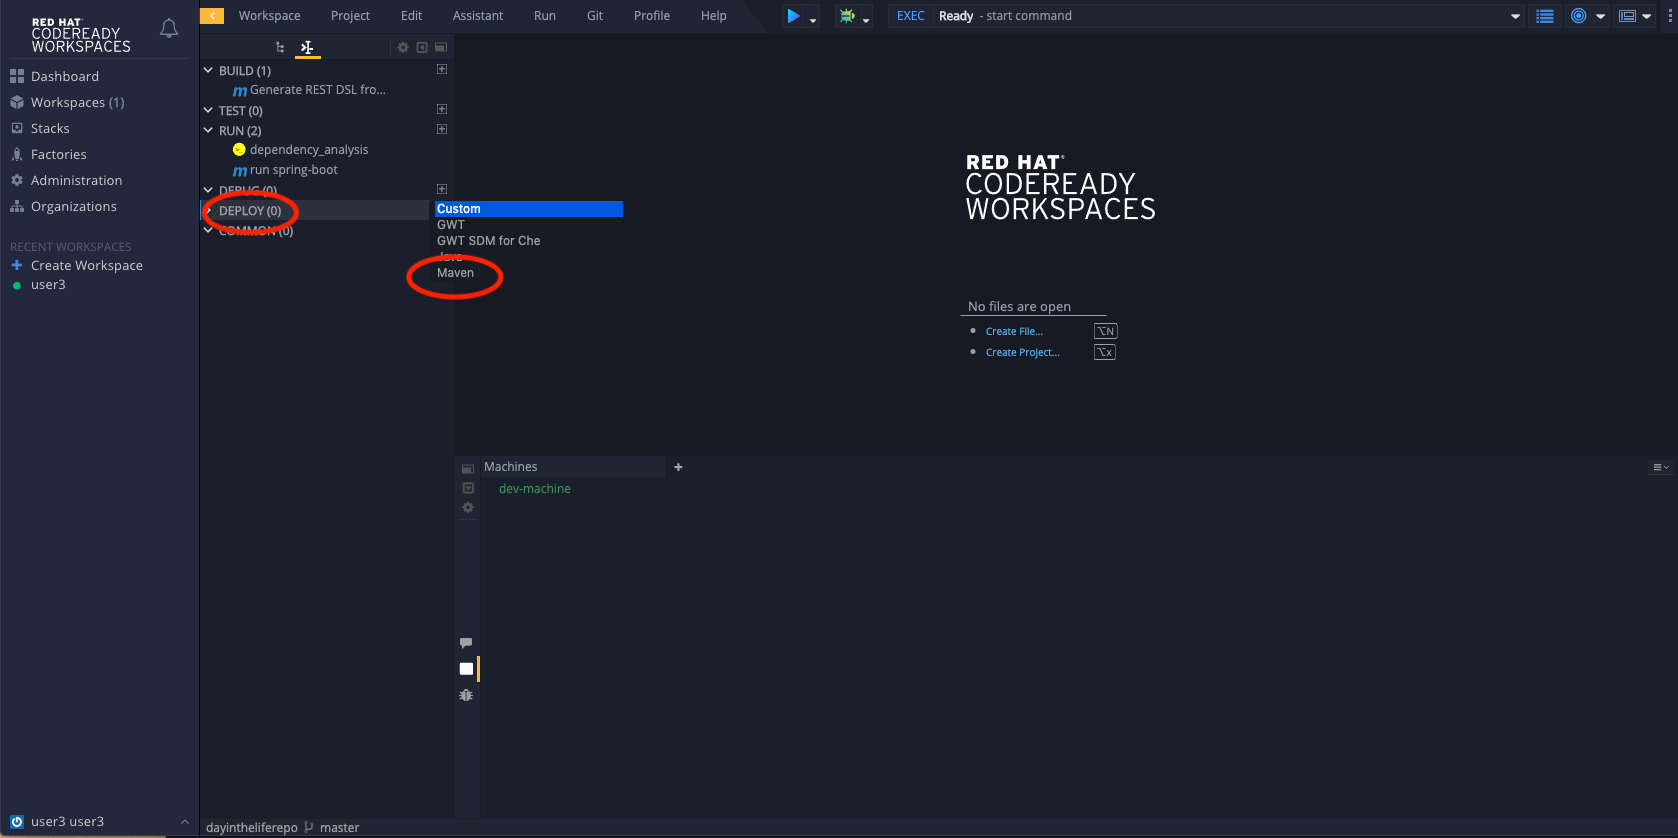 RED HAT
CODEREADY
WORKSPACES
Dashboard
Workspaces (1)
Stacks
Factories
Administration
Organizations
RECENT WORKSPACES
Create Workspace
user3
user3 user3
Workspace Project Edit Assistant Run Git Profile Help
EXEC Ready - start command
BUILD (1)
Generate REST DSL fro...
TEST (0)
RUN (2)
dependency_analysis
run spring-boot
DEBUG (0)
DEPLOY (0)
COMMON (0)
Custom
GWT
GWT SDM for Che
Java
Maven
RED HAT
CODEREADY
WORKSPACES
No files are open
Create File... ⌥N
Create Project... ⌥X
Machines
dev-machine
dayintheliferepo master